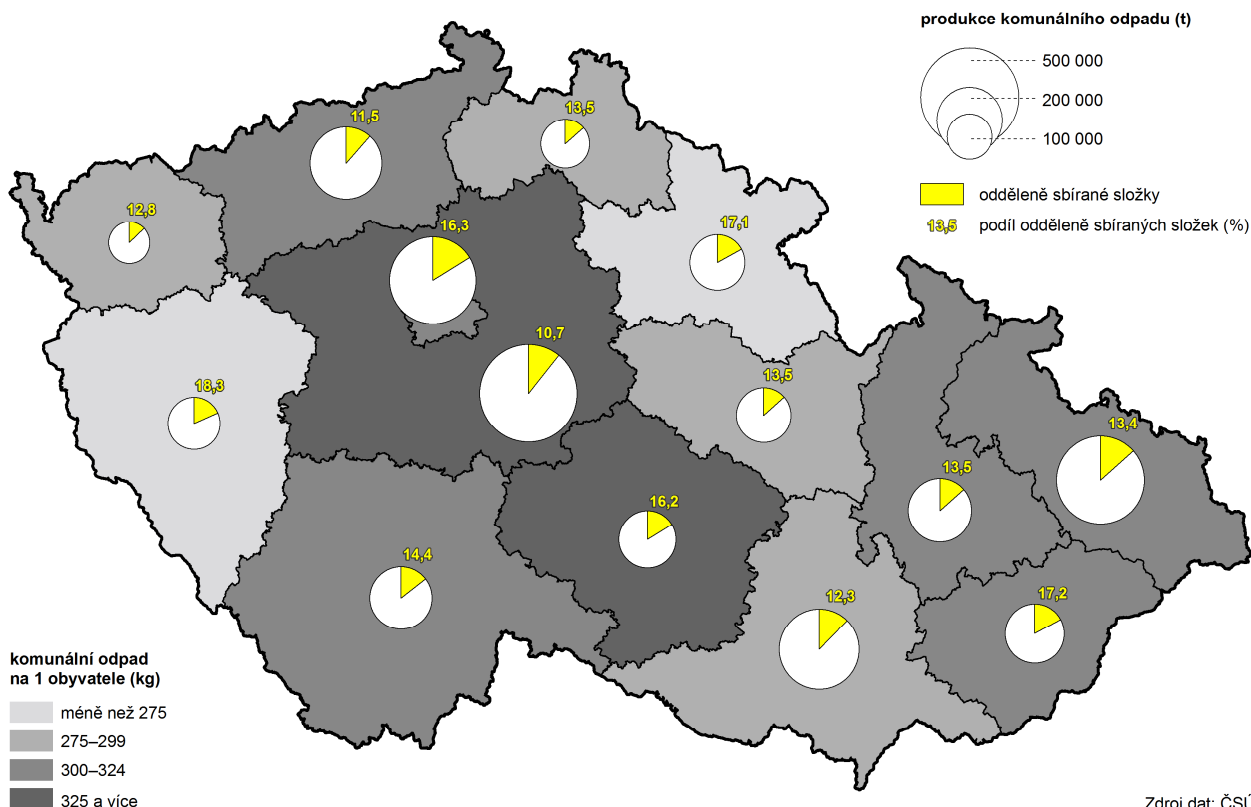 produkce komunálního odpadu (t)
500 000
200 000
100 000
odděleně sbírané složky
13,5 podíl odděleně sbíraných složek (%)
11,5
13,5
12,8
16,3
17,1
10,7
18,3
13,5
13,4
13,5
16,2
14,4
12,3
17,2
komunální odpad
na 1 obyvatele (kg)
méně než 275
275–299
300–324
325 a více
Zdroj dat: ČSÚ